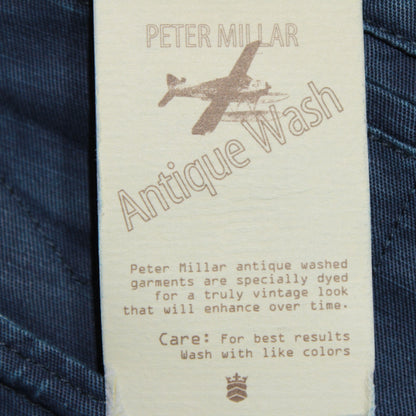 PETER MILLAR
Antique Wash
Peter Millar antique washed
garments are specially dyed
for a truly vintage look
that will enhance over time.
Care: For best results
Wash with like colors